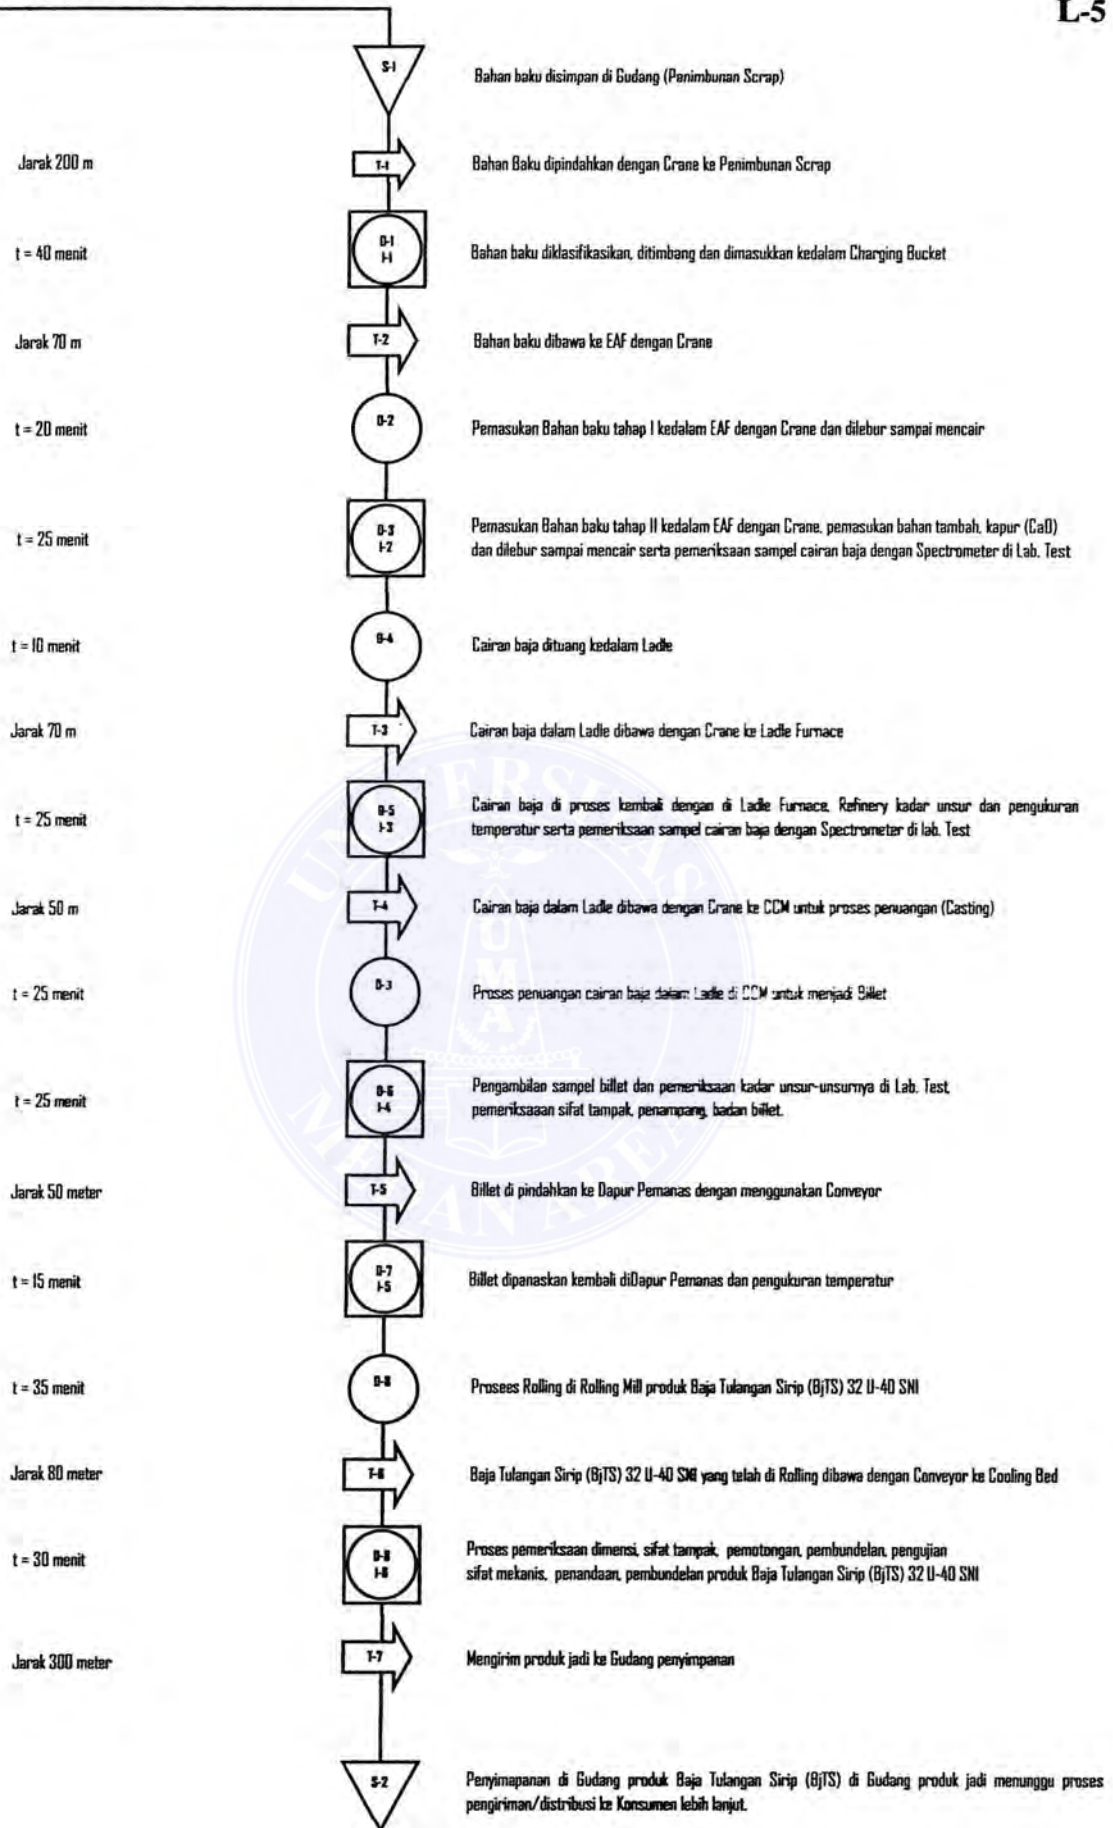 L-5
S-1
Bahan baku disimpan di Gudang (Penimbunan Scrap)
Jarak 200 m
T-1
Bahan Baku dipindahkan dengan Crane ke Penimbunan Scrap
t = 40 menit
O-1
I-1
Bahan baku diklasifikasikan, ditimbang dan dimasukkan kedalam Charging Bucket
Jarak 70 m
T-2
Bahan baku dibawa ke EAF dengan Crane
t = 20 menit
O-2
Pemasukan Bahan baku tahap I kedalam EAF dengan Crane dan dilebur sampai mencair
t = 25 menit
O-3
I-2
Pemasukan Bahan baku tahap II kedalam EAF dengan Crane, pemasukan bahan tambah, kapur (CaO)
dan dilebur sampai mencair serta pemeriksaan sampel cairan baja dengan Spectrometer di Lab. Test
t = 10 menit
O-4
Cairan baja dituang kedalam Ladle
Jarak 70 m
T-3
Cairan baja dalam Ladle dibawa dengan Crane ke Ladle Furnace
t = 25 menit
O-5
I-3
Cairan baja di proses kembali dengan di Ladle Furnace, Refinery kadar unsur dan pengukuran
temperatur serta pemeriksaan sampel cairan baja dengan Spectrometer di lab. Test
Jarak 50 m
T-4
Cairan baja dalam Ladle dibawa dengan Crane ke CCM untuk proses penuangan (Casting)
t = 25 menit
O-3
Proses penuangan cairan baja dalam Ladle di CCM untuk menjadi Billet
t = 25 menit
O-6
I-4
Pengambilan sampel billet dan pemeriksaan kadar unsur-unsurnya di Lab. Test,
pemeriksaaan sifat tampak, penampang, badan billet.
Jarak 50 meter
T-5
Billet di pindahkan ke Dapur Pemanas dengan menggunakan Conveyor
t = 15 menit
O-7
I-5
Billet dipanaskan kembali diDapur Pemanas dan pengukuran temperatur
t = 35 menit
O-8
Prosees Rolling di Rolling Mill produk Baja Tulangan Sirip (BjTS) 32 U-40 SNI
Jarak 80 meter
T-6
Baja Tulangan Sirip (BjTS) 32 U-40 SNI yang telah di Rolling dibawa dengan Conveyor ke Cooling Bed
t = 30 menit
I-6
Proses pemeriksaan dimensi, sifat tampak, pemotongan, pembundelan, pengujian
sifat mekanis, penandaan, pembundelan produk Baja Tulangan Sirip (BjTS) 32 U-40 SNI
Jarak 300 meter
T-7
Mengirim produk jadi ke Gudang penyimpanan
S-2
Penyimapanan di Gudang produk Baja Tulangan Sirip (BjTS) di Gudang produk jadi menunggu proses
pengiriman/distribusi ke Konsumen lebih lanjut.
UNIVERSITAS
UMA
MEDAN AREA